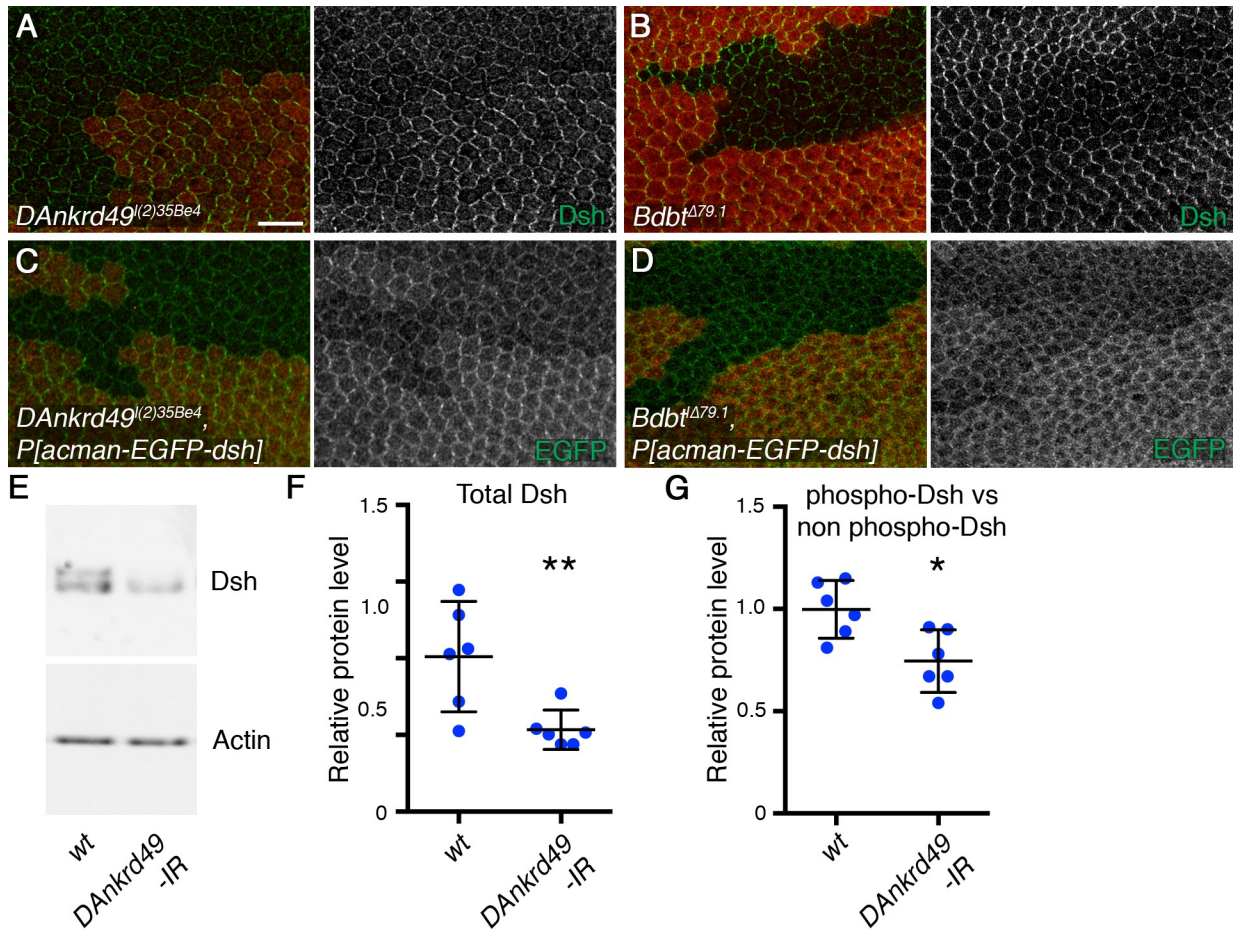 A
DAnkrd49l(2)35Be4
Dsh
B
BdbtΔ79.1
Dsh
C
DAnkrd49l(2)35Be4,
P[acman-EGFP-dsh]
EGFP
D
BdbtlΔ79.1,
P[acman-EGFP-dsh]
EGFP
E
Dsh
Actin
wt
DAnkrd49
-IR
F
Total Dsh
Relative protein level
1.5
1.0
0.5
0
**
wt
DAnkrd49
-IR
G
phospho-Dsh vs
non phospho-Dsh
Relative protein level
1.5
1.0
0.5
0
*
wt
DAnkrd49
-IR